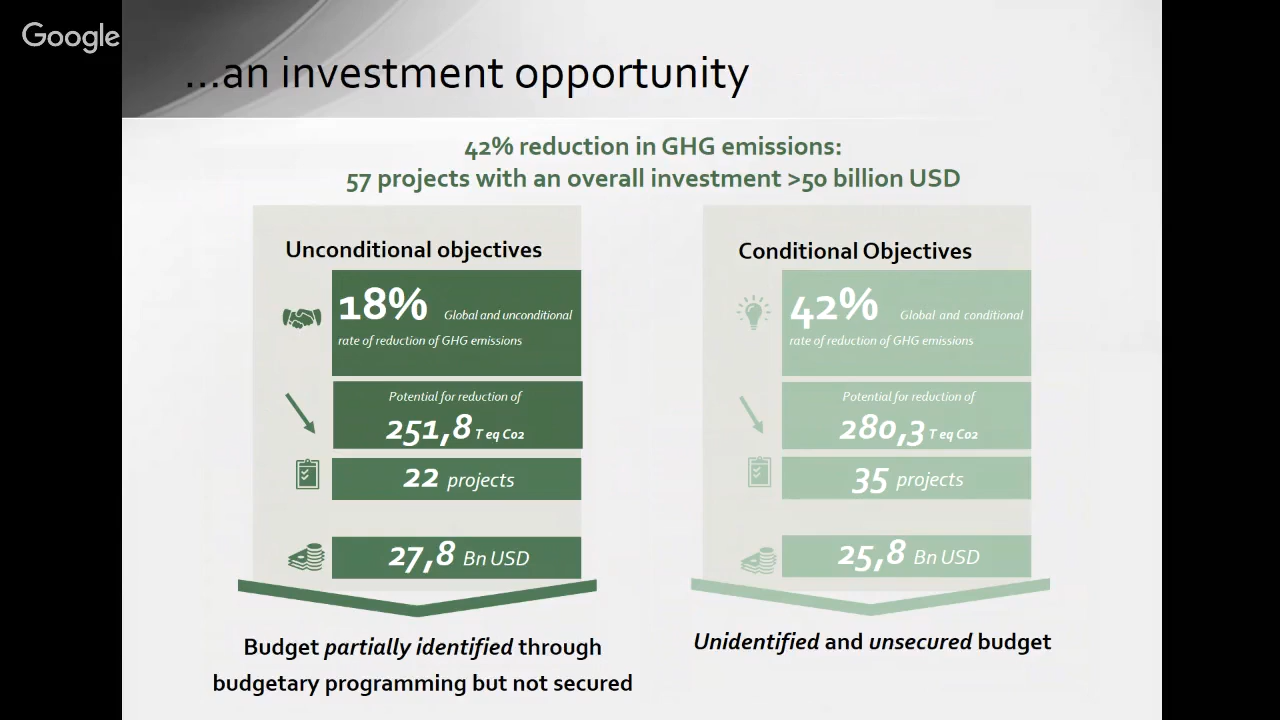 Google
...an investment opportunity
42% reduction in GHG emissions:
57 projects with an overall investment >50 billion USD
Unconditional objectives
18% Global and unconditional
rate of reduction of GHG emissions
Potential for reduction of
251,8 T eq Co2
22 projects
27,8 Bn USD
Budget partially identified through
budgetary programming but not secured
Conditional Objectives
42% Global and conditional
rate of reduction of GHG emissions
Potential for reduction of
280,3 T eq Co2
35 projects
25,8 Bn USD
Unidentified and unsecured budget